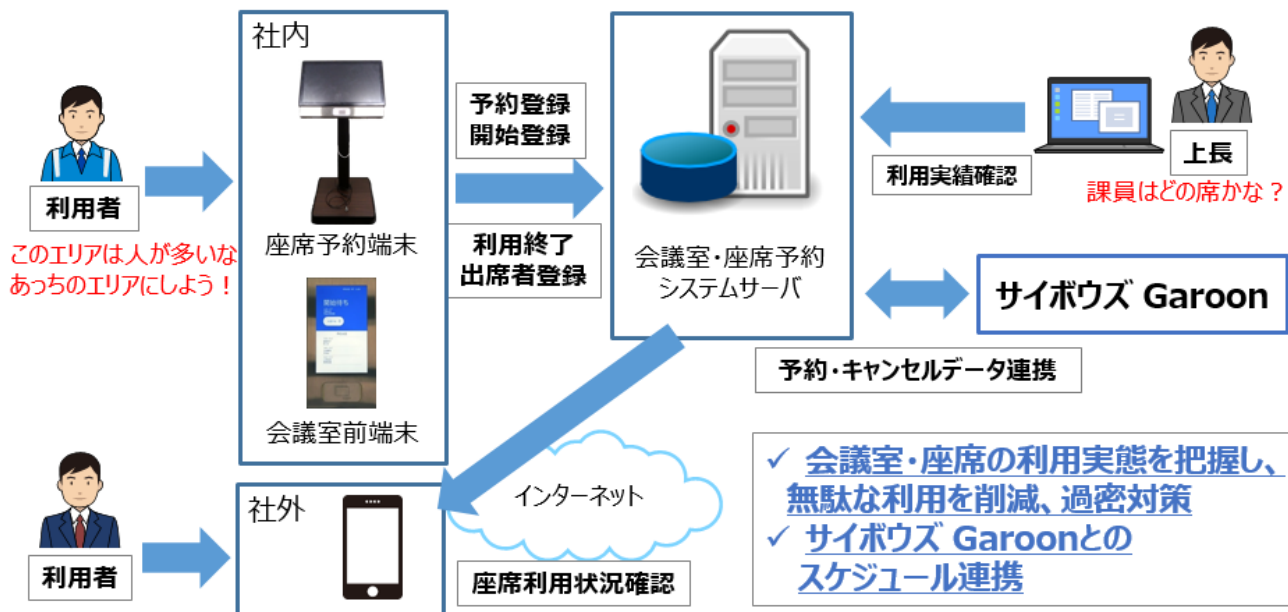 社内
座席予約端末
会議室前端末
利用者
このエリアは人が多いな
あっちのエリアにしよう！
予約登録
開始登録
利用終了
出席者登録
会議室・座席予約
システムサーバ
利用実績確認
上長
課員はどの席かな？
サイボウズ Garoon
予約・キャンセルデータ連携
利用者
社外
インターネット
座席利用状況確認
✓ 会議室・座席の利用実態を把握し、
無駄な利用を削減、過密対策
✓ サイボウズ Garoonとの
スケジュール連携